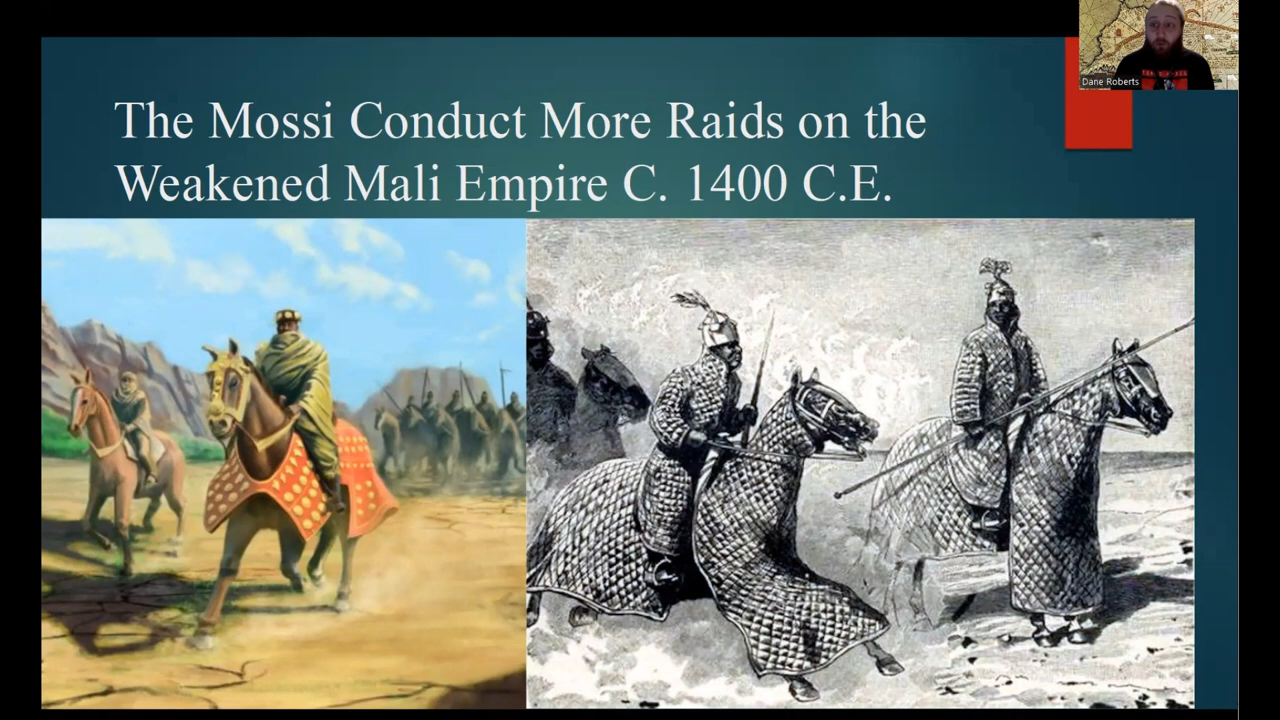 The Mossi Conduct More Raids on the
Weakened Mali Empire C. 1400 C.E.
Dane Roberts